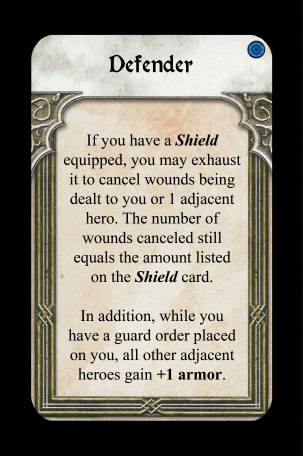 Defender
If you have a Shield
equipped, you may exhaust
it to cancel wounds being
dealt to you or 1 adjacent
hero. The number of
wounds canceled still
equals the amount listed
on the Shield card.
In addition, while you
have a guard order placed
on you, all other adjacent
heroes gain +1 armor.